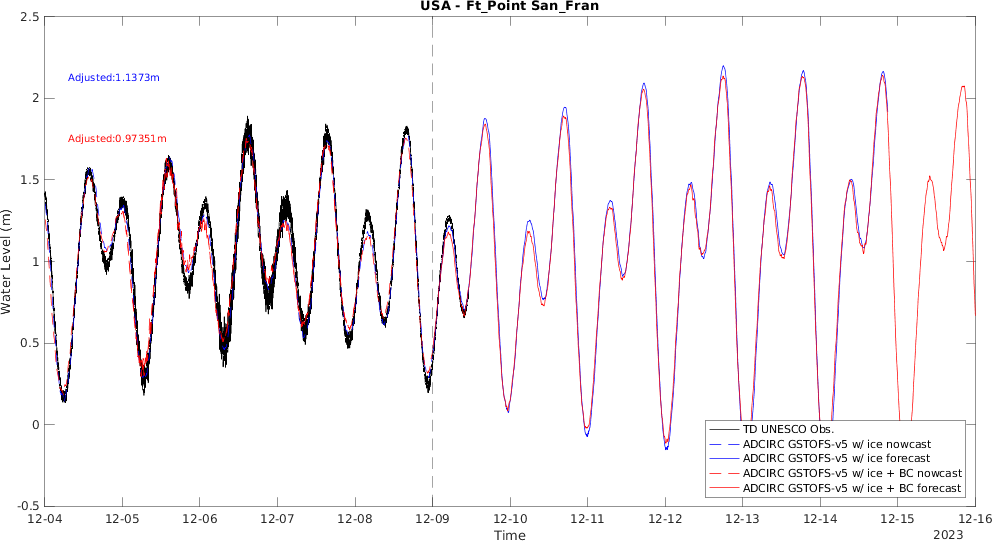 USA - Ft_Point San_Fran
2.5
2
1.5
1
0.5
0
-0.5
Water Level (m)
Adjusted:1.1373m
Adjusted:0.97351m
TD UNESCO Obs.
ADCIRC GSTOFS-v5 w/ ice nowcast
ADCIRC GSTOFS-v5 w/ ice forecast
ADCIRC GSTOFS-v5 w/ ice + BC nowcast
ADCIRC GSTOFS-v5 w/ ice + BC forecast
12-04 12-05 12-06 12-07 12-08 12-09 12-10 12-11 12-12 12-13 12-14 12-15 12-16
Time
2023